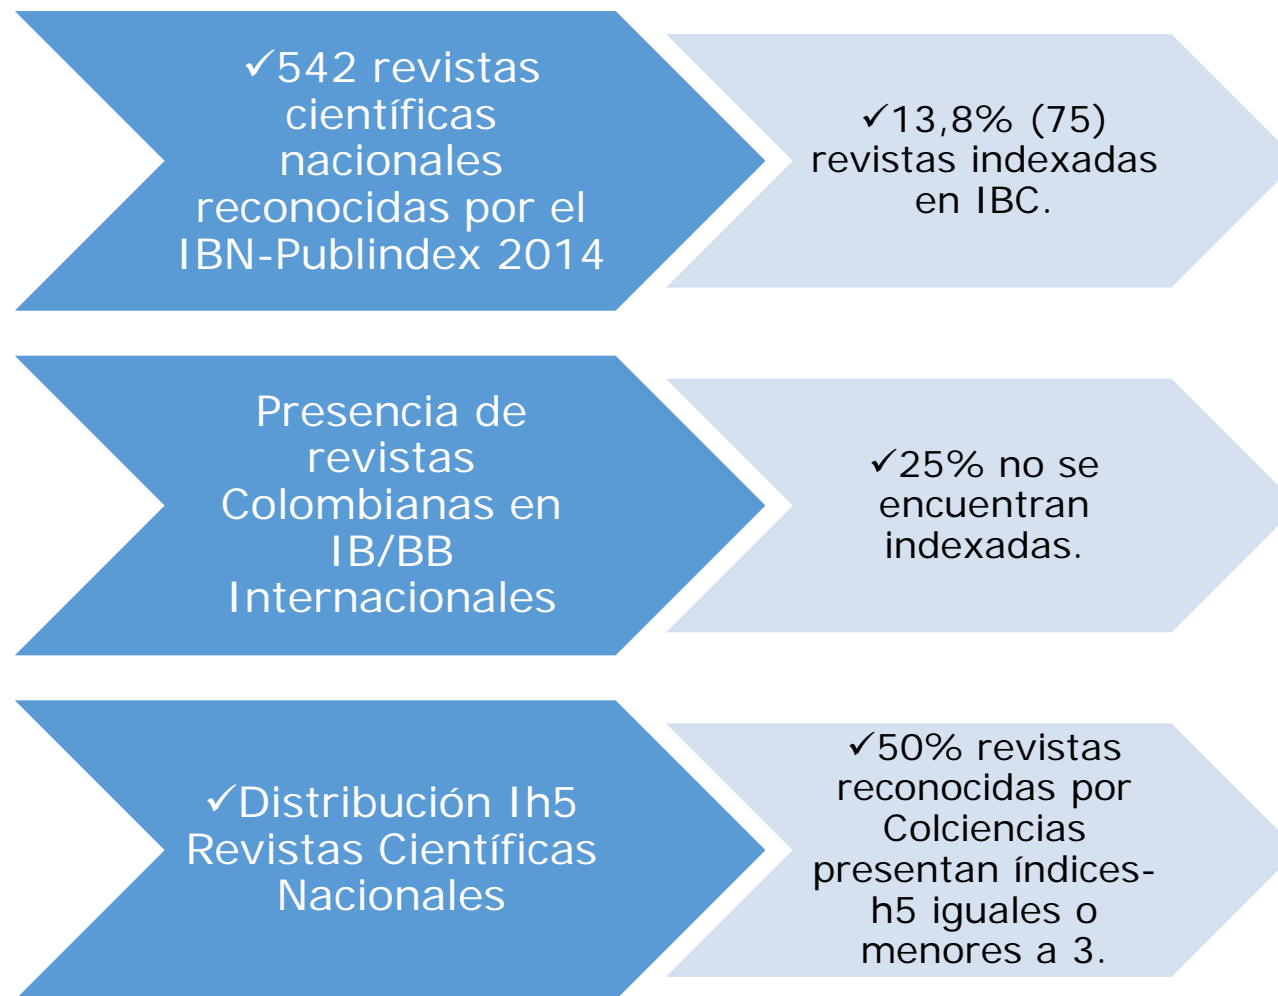 ✓542 revistas
científicas
nacionales
reconocidas por el
IBN-Publindex 2014
✓13,8% (75)
revistas indexadas
en IBC.
Presencia de
revistas
Colombianas en
IB/BB
Internacionales
✓25% no se
encuentran
indexadas.
✓Distribución Ih5
Revistas Científicas
Nacionales
✓50% revistas
reconocidas por
Colciencias
presentan índices-
h5 iguales o
menores a 3.